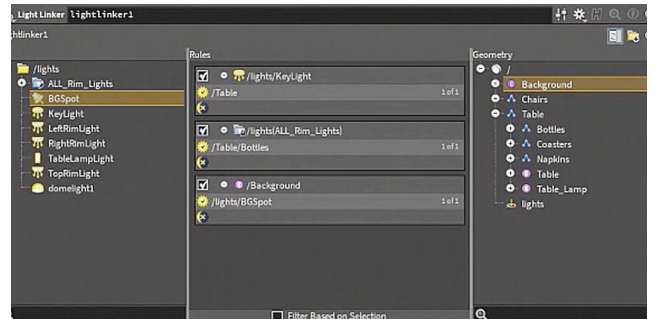 Light Linker lightlinker1
htlinker1
/lights
ALL_Rim_Lights
BGSpot
KeyLight
LeftRimLight
RightRimLight
TableLampLight
TopRimLight
domelight1
Rules
/lights/KeyLight
/Table 1 of 1
/lights(ALL_Rim_Lights)
/Table/Bottles 1 of 1
/Background
/lights/BGSpot 1 of 1
Filter Based on Selection
Geometry
/
Background
Chairs
Table
Bottles
Coasters
Napkins
Table
Table_Lamp
lights